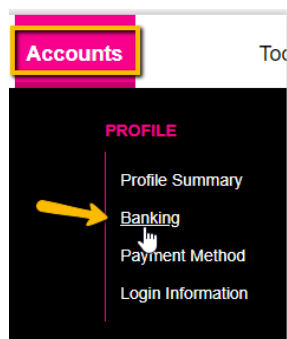 Accounts
PROFILE
Profile Summary
Banking
Payment Method
Login Information